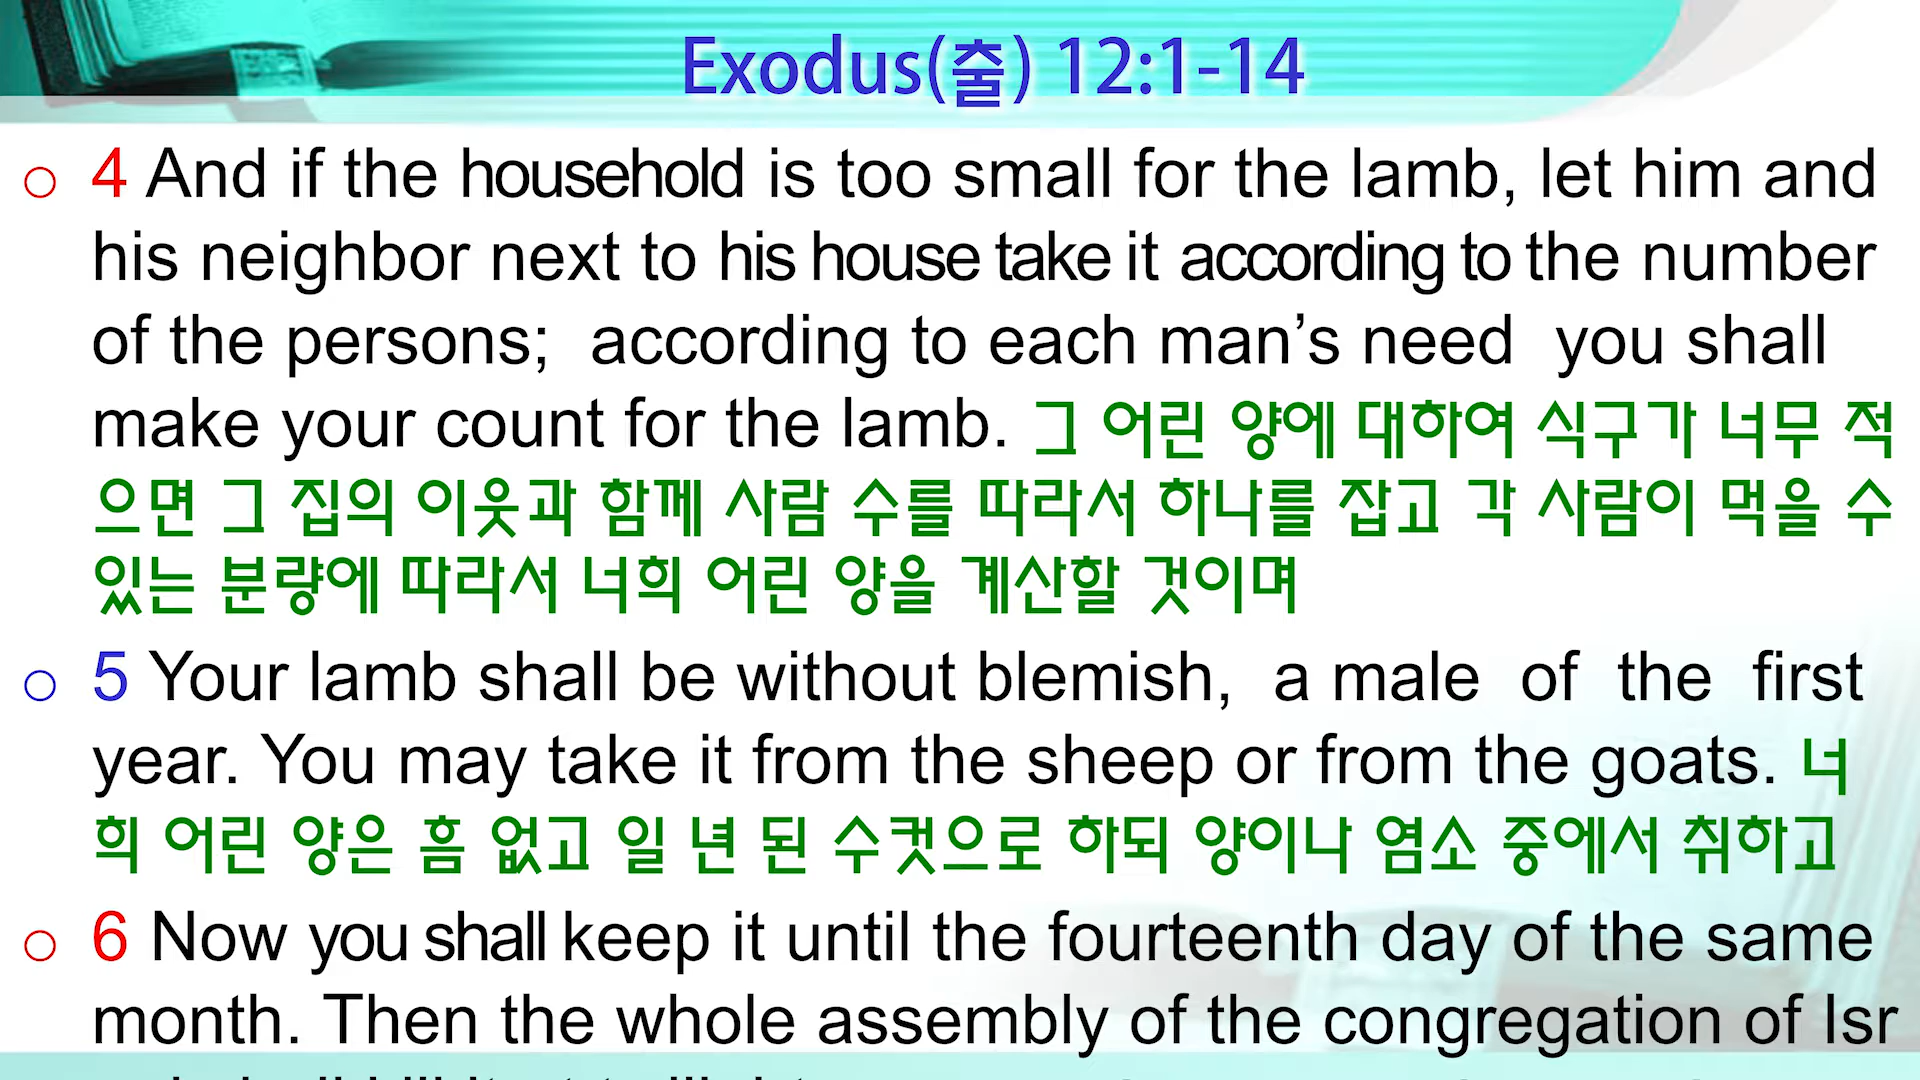 Exodus(출) 12:1-14
4 And if the household is too small for the lamb, let him and
his neighbor next to his house take it according to the number
of the persons; according to each man’s need you shall
make your count for the lamb. 그 어린 양에 대하여 식구가 너무 적
으면 그 집의 이웃과 함께 사람 수를 따라서 하나를 잡고 각 사람이 먹을 수
있는 분량에 따라서 너희 어린 양을 계산할 것이며
5 Your lamb shall be without blemish, a male of the first
year. You may take it from the sheep or from the goats. 너
희 어린 양은 흠 없고 일 년 된 수컷으로 하되 양이나 염소 중에서 취하고
6 Now you shall keep it until the fourteenth day of the same
month. Then the whole assembly of the congregation of Isr